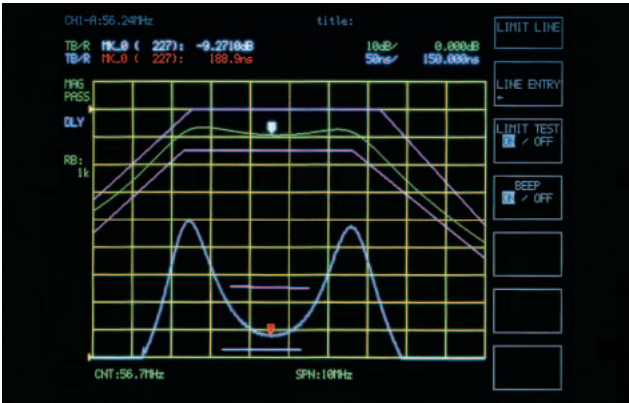 CHI-A:56.24MHz title:
TB/R MK_0 ( 227): -9.2710dB 10dB/ 0.000dB
TB/R MK_0 ( 227): 188.9ns 50ns/ 150.000ns
MAG
PASS
DLY
RB:
1k
CNT:56.7MHz SPN:10MHz
LIMIT LINE
LINE ENTRY
←
LIMIT TEST
ON / OFF
BEEP
ON / OFF